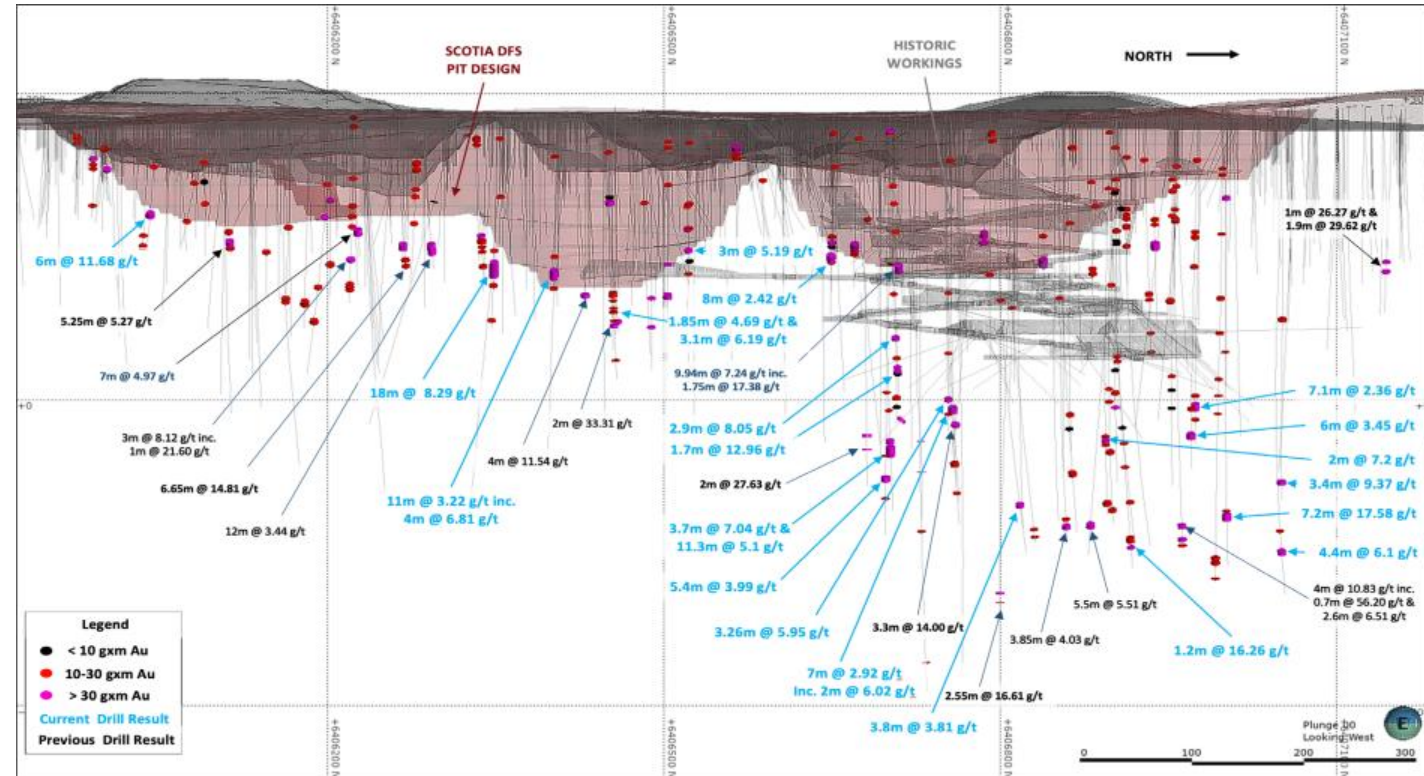 +6406200 N
+6406500 N
+6406800 N
+6407100 N
SCOTIA DFS
PIT DESIGN
HISTORIC
WORKINGS
NORTH
1m @ 26.27 g/t &
1.9m @ 29.62 g/t
6m @ 11.68 g/t
3m @ 5.19 g/t
8m @ 2.42 g/t
5.25m @ 5.27 g/t
1.85m @ 4.69 g/t &
3.1m @ 6.19 g/t
7m @ 4.97 g/t
9.94m @ 7.24 g/t inc.
1.75m @ 17.38 g/t
18m @ 8.29 g/t
7.1m @ 2.36 g/t
+0
2m @ 33.31 g/t
2.9m @ 8.05 g/t
6m @ 3.45 g/t
3m @ 8.12 g/t inc.
1m @ 21.60 g/t
1.7m @ 12.96 g/t
4m @ 11.54 g/t
2m @ 7.2 g/t
6.65m @ 14.81 g/t
2m @ 27.63 g/t
3.4m @ 9.37 g/t
11m @ 3.22 g/t inc.
4m @ 6.81 g/t
7.2m @ 17.58 g/t
12m @ 3.44 g/t
3.7m @ 7.04 g/t &
11.3m @ 5.1 g/t
4.4m @ 6.1 g/t
5.4m @ 3.99 g/t
4m @ 10.83 g/t inc.
0.7m @ 56.20 g/t &
2.6m @ 6.51 g/t
5.5m @ 5.51 g/t
3.26m @ 5.95 g/t
3.3m @ 14.00 g/t
3.85m @ 4.03 g/t
1.2m @ 16.26 g/t
7m @ 2.92 g/t
inc. 2m @ 6.02 g/t
2.55m @ 16.61 g/t
3.8m @ 3.81 g/t
Legend
< 10 gxm Au
10-30 gxm Au
> 30 gxm Au
Current Drill Result
Previous Drill Result
+6406200 N
+6406500 N
+6406800 N
Plunge 00
Looking West
E
0 100 200 300